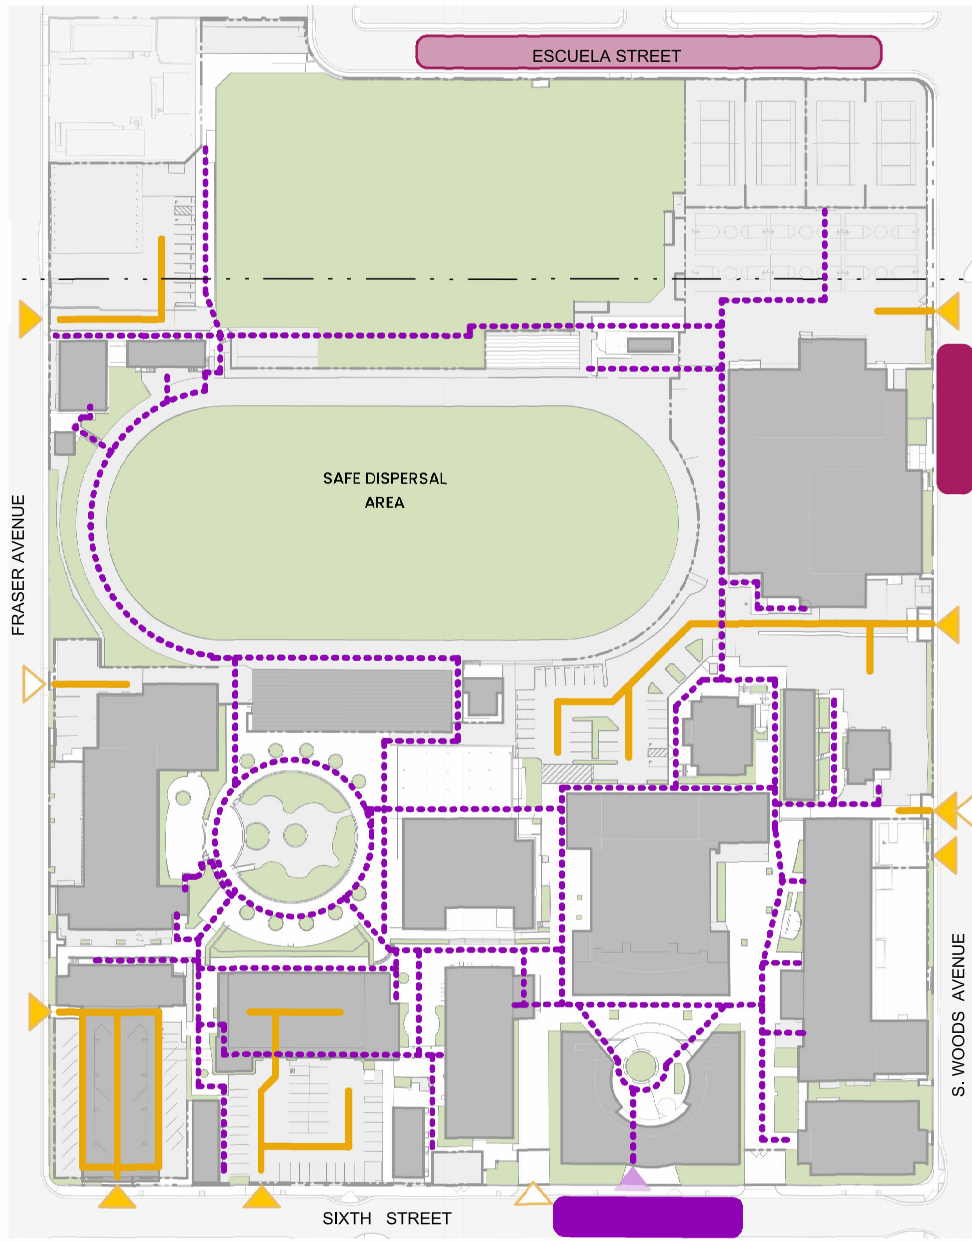 ESCUELA STREET
SAFE DISPERSAL
AREA
FRASER AVENUE
S. WOODS AVENUE
SIXTH STREET